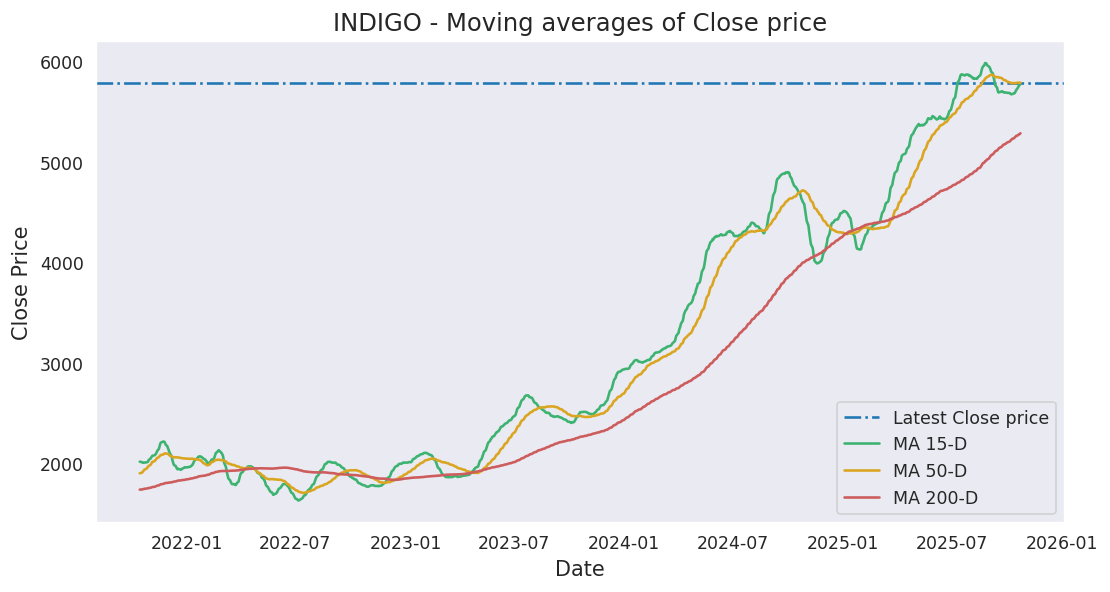 INDIGO - Moving averages of Close price
Close Price
6000
5000
4000
3000
2000
Latest Close price
MA 15-D
MA 50-D
MA 200-D
2022-01 2022-07 2023-01 2023-07 2024-01 2024-07 2025-01 2025-07 2026-01
Date